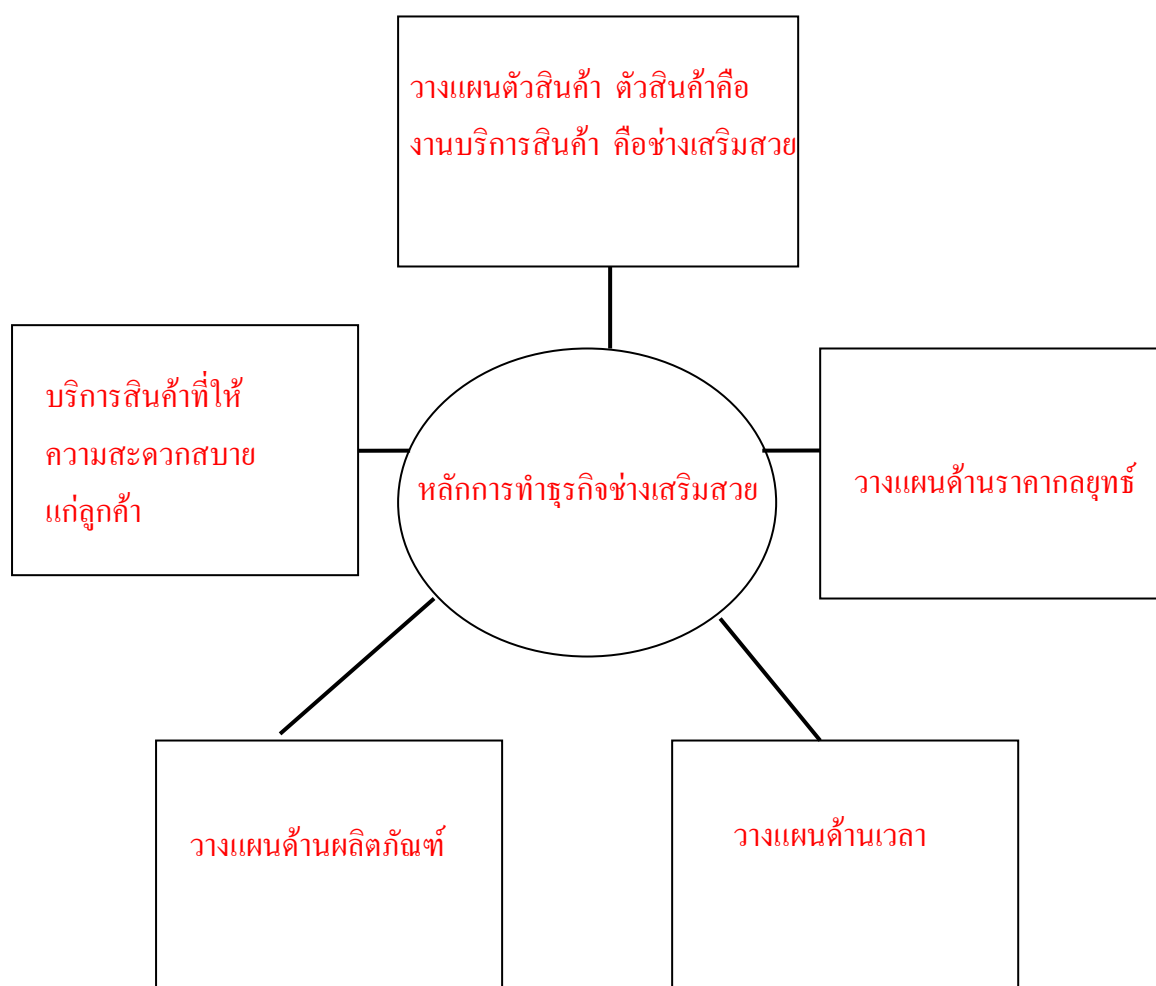 วางแผนตัวสินค้า ตัวสินค้าคือ
งานบริการสินค้า คือช่างเสริมสวย
บริการสินค้าที่ให้
ความสะดวกสบาย
แก่ลูกค้า
หลักการทำธุรกิจช่างเสริมสวย
วางแผนด้านราคากลยุทธ์
วางแผนด้านผลิตภัณฑ์
วางแผนด้านเวลา